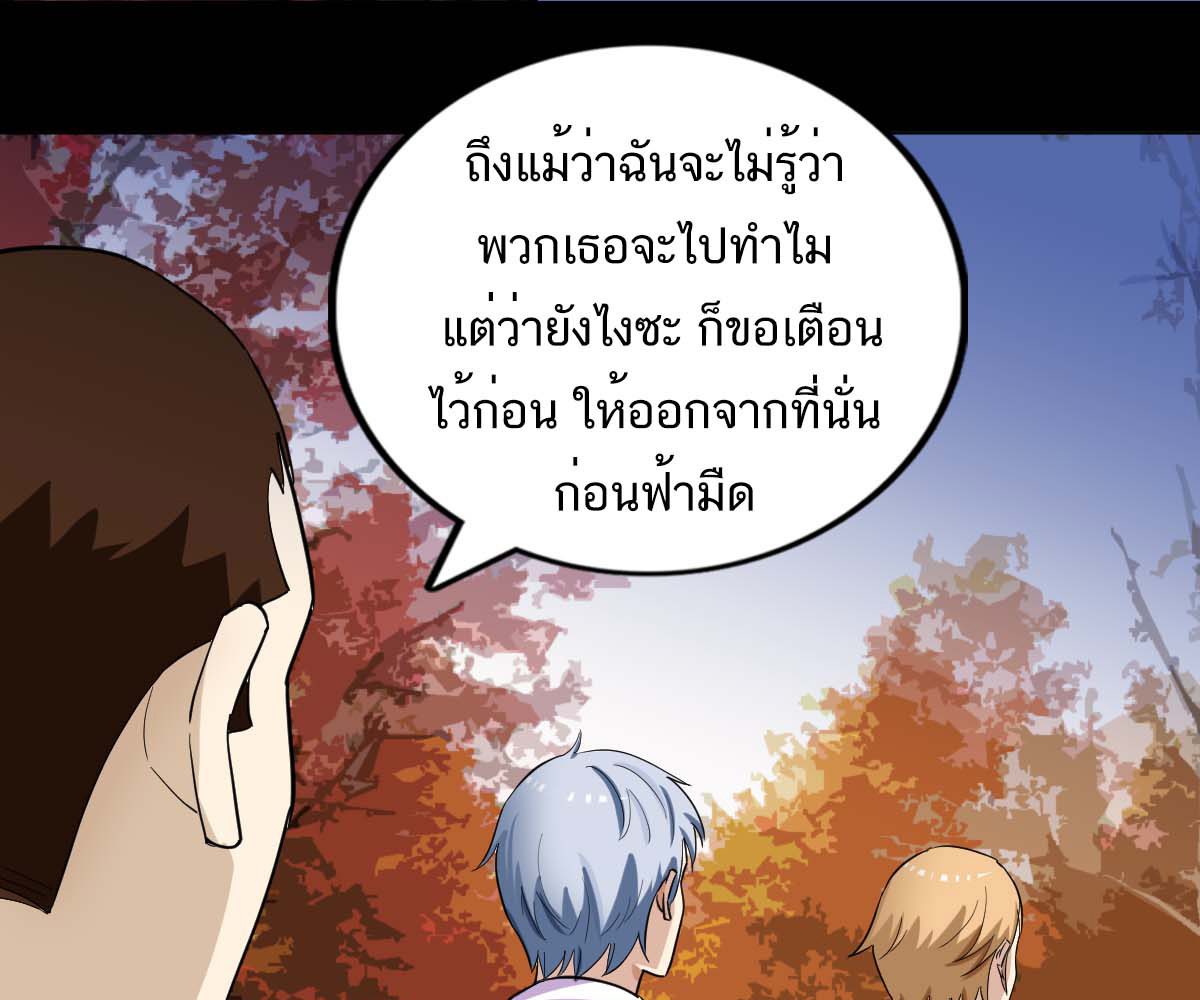 ถึงแม้ว่าฉันจะไม่รู้ว่า
พวกเธอจะไปทำไม
แต่ว่ายังไงซะ ก็ขอเตือน
ไว้ก่อน ให้ออกจากที่นั่น
ก่อนฟ้ามืด